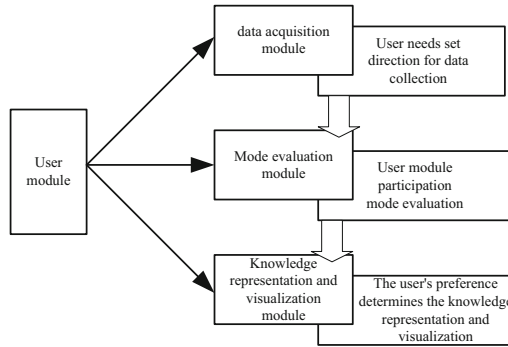 data acquisition
module
User needs set
direction for data
collection
User
module
Mode evaluation
module
User module
participation
mode evaluation
Knowledge
representation and
visualization
module
The user's preference
determines the knowledge
representation and
visualization